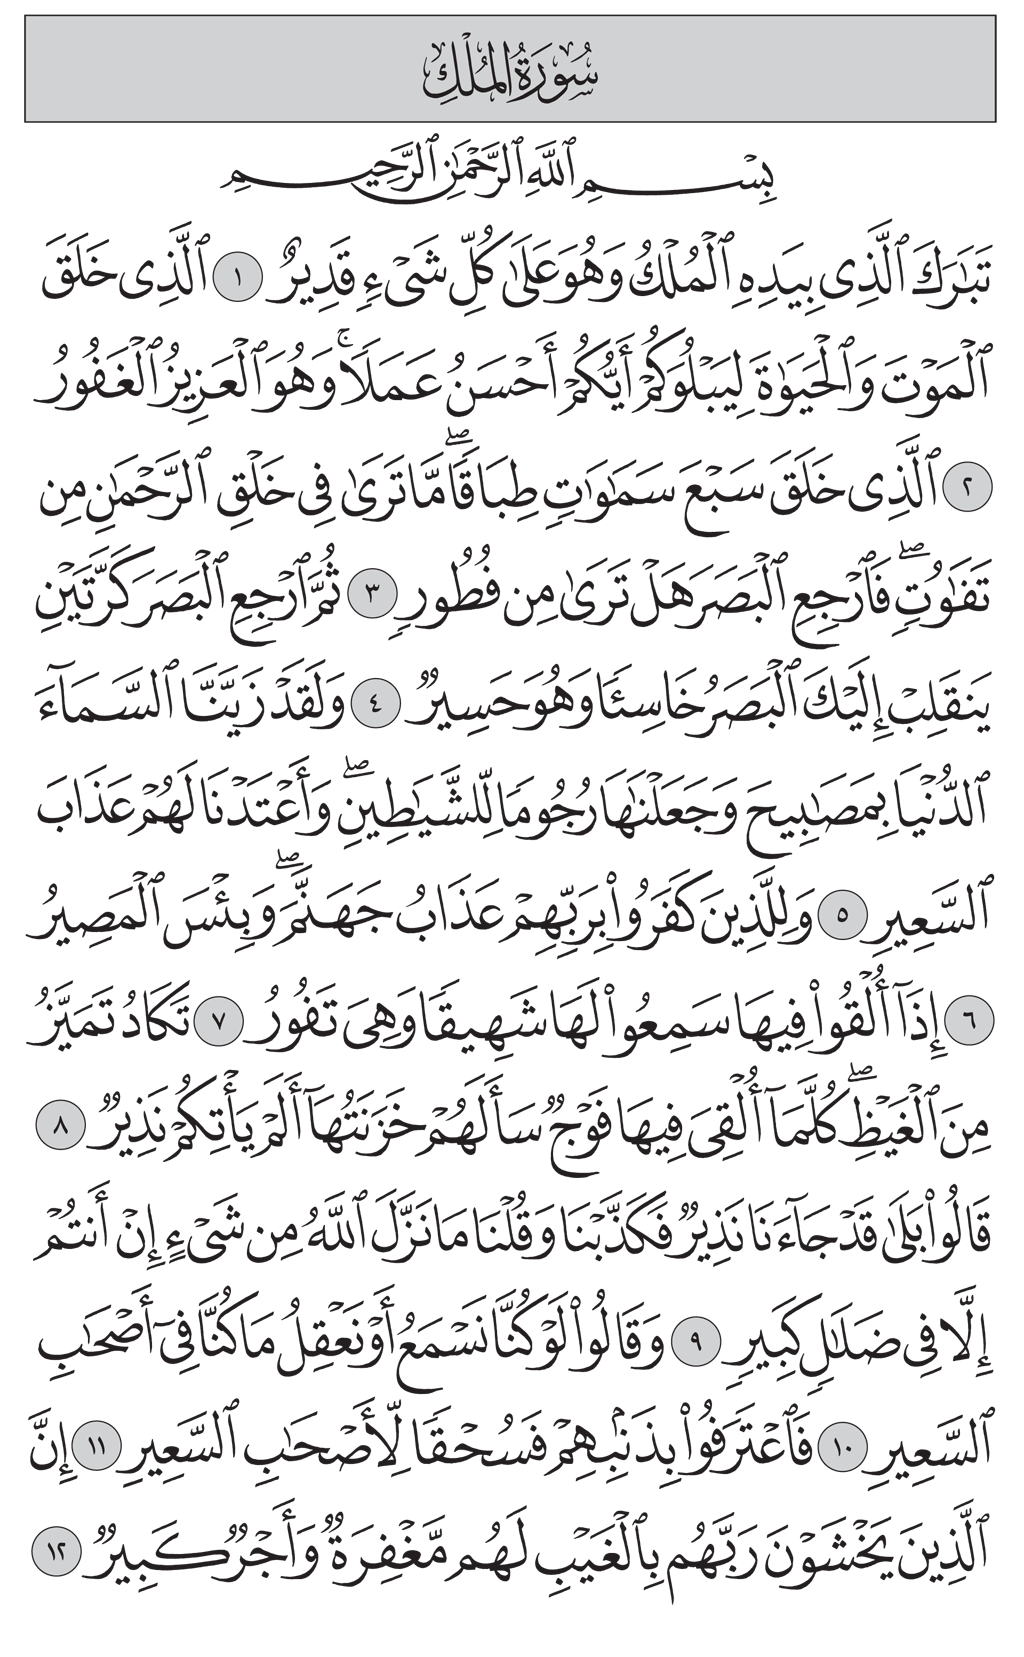 سُورَةُ المُلْكِ
بِسْمِ ٱللَّهِ ٱلرَّحْمَٰنِ ٱلرَّحِيمِ
تَبَٰرَكَ ٱلَّذِى بِيَدِهِ ٱلْمُلْكُ وَهُوَ عَلَىٰ كُلِّ شَىْءٍ قَدِيرٌ ١ ٱلَّذِى خَلَقَ
ٱلْمَوْتَ وَٱلْحَيَوٰةَ لِيَبْلُوَكُمْ أَيُّكُمْ أَحْسَنُ عَمَلًا ۚ وَهُوَ ٱلْعَزِيزُ ٱلْغَفُورُ
٢ ٱلَّذِى خَلَقَ سَبْعَ سَمَٰوَٰتٍ طِبَاقًا ۖ مَّا تَرَىٰ فِى خَلْقِ ٱلرَّحْمَٰنِ مِن
تَفَٰوُتٍ ۖ فَٱرْجِعِ ٱلْبَصَرَ هَلْ تَرَىٰ مِن فُطُورٍ ٣ ثُمَّ ٱرْجِعِ ٱلْبَصَرَ كَرَّتَيْنِ
يَنقَلِبْ إِلَيْكَ ٱلْبَصَرُ خَاسِئًا وَهُوَ حَسِيرٌ ٤ وَلَقَدْ زَيَّنَّا ٱلسَّمَآءَ
ٱلدُّنْيَا بِمَصَٰبِيحَ وَجَعَلْنَٰهَا رُجُومًا لِّلشَّيَٰطِينِ ۖ وَأَعْتَدْنَا لَهُمْ عَذَابَ
ٱلسَّعِيرِ ٥ وَلِلَّذِينَ كَفَرُوا۟ بِرَبِّهِمْ عَذَابُ جَهَنَّمَ ۖ وَبِئْسَ ٱلْمَصِيرُ
٦ إِذَآ أُلْقُوا۟ فِيهَا سَمِعُوا۟ لَهَا شَهِيقًا وَهِىَ تَفُورُ ٧ تَكَادُ تَمَيَّزُ
مِنَ ٱلْغَيْظِ ۖ كُلَّمَآ أُلْقِىَ فِيهَا فَوْجٌ سَأَلَهُمْ خَزَنَتُهَآ أَلَمْ يَأْتِكُمْ نَذِيرٌ ٨
قَالُوا۟ بَلَىٰ قَدْ جَآءَنَا نَذِيرٌ فَكَذَّبْنَا وَقُلْنَا مَا نَزَّلَ ٱللَّهُ مِن شَىْءٍ إِنْ أَنتُمْ
إِلَّا فِى ضَلَٰلٍ كَبِيرٍ ٩ وَقَالُوا۟ لَوْ كُنَّا نَسْمَعُ أَوْ نَعْقِلُ مَا كُنَّا فِىٓ أَصْحَٰبِ
ٱلسَّعِيرِ ١٠ فَٱعْتَرَفُوا۟ بِذَنۢبِهِمْ فَسُحْقًا لِّأَصْحَٰبِ ٱلسَّعِيرِ ١١ إِنَّ
ٱلَّذِينَ يَخْشَوْنَ رَبَّهُم بِٱلْغَيْبِ لَهُم مَّغْفِرَةٌ وَأَجْرٌ كَبِيرٌ ١٢